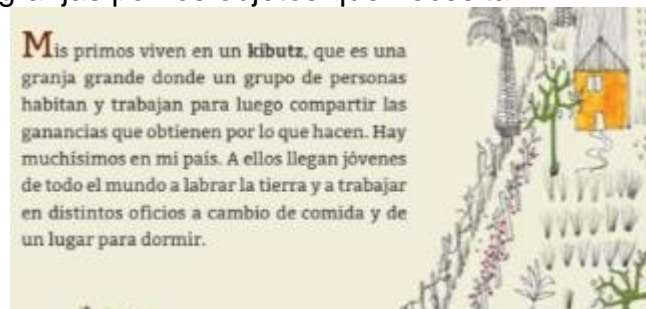 Mis primos viven en un kibutz, que es una
granja grande donde un grupo de personas
habitan y trabajan para luego compartir las
ganancias que obtienen por lo que hacen. Hay
muchísimos en mi país. A ellos llegan jóvenes
de todo el mundo a labrar la tierra y a trabajar
en distintos oficios a cambio de comida y de
un lugar para dormir.